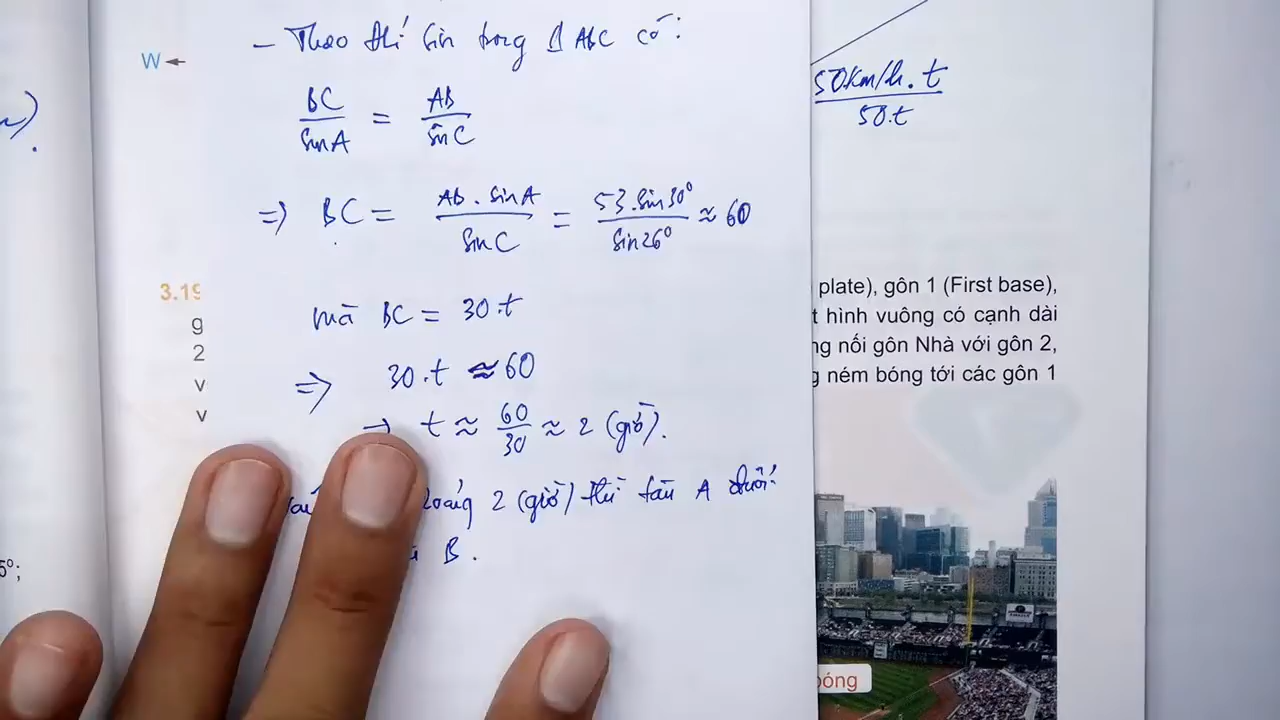 - Theo đlí sin trong Δ ABC có:
W←
BC/sinA = AB/sinC
=> BC = AB . sinA/sinC = 53.sin30°/sin26° ≈ 60
mà BC = 30.t
=> 30.t ≈ 60
→ t ≈ 60/30 ≈ 2 (giờ).
2 (giờ) thì tàu A đuổi
B.
3.19
g
2
v
v
5°;
50km/h. t
50.t
plate), gôn 1 (First base),
t hình vuông có cạnh dài
ng nối gôn Nhà với gôn 2,
g ném bóng tới các gôn 1
bóng